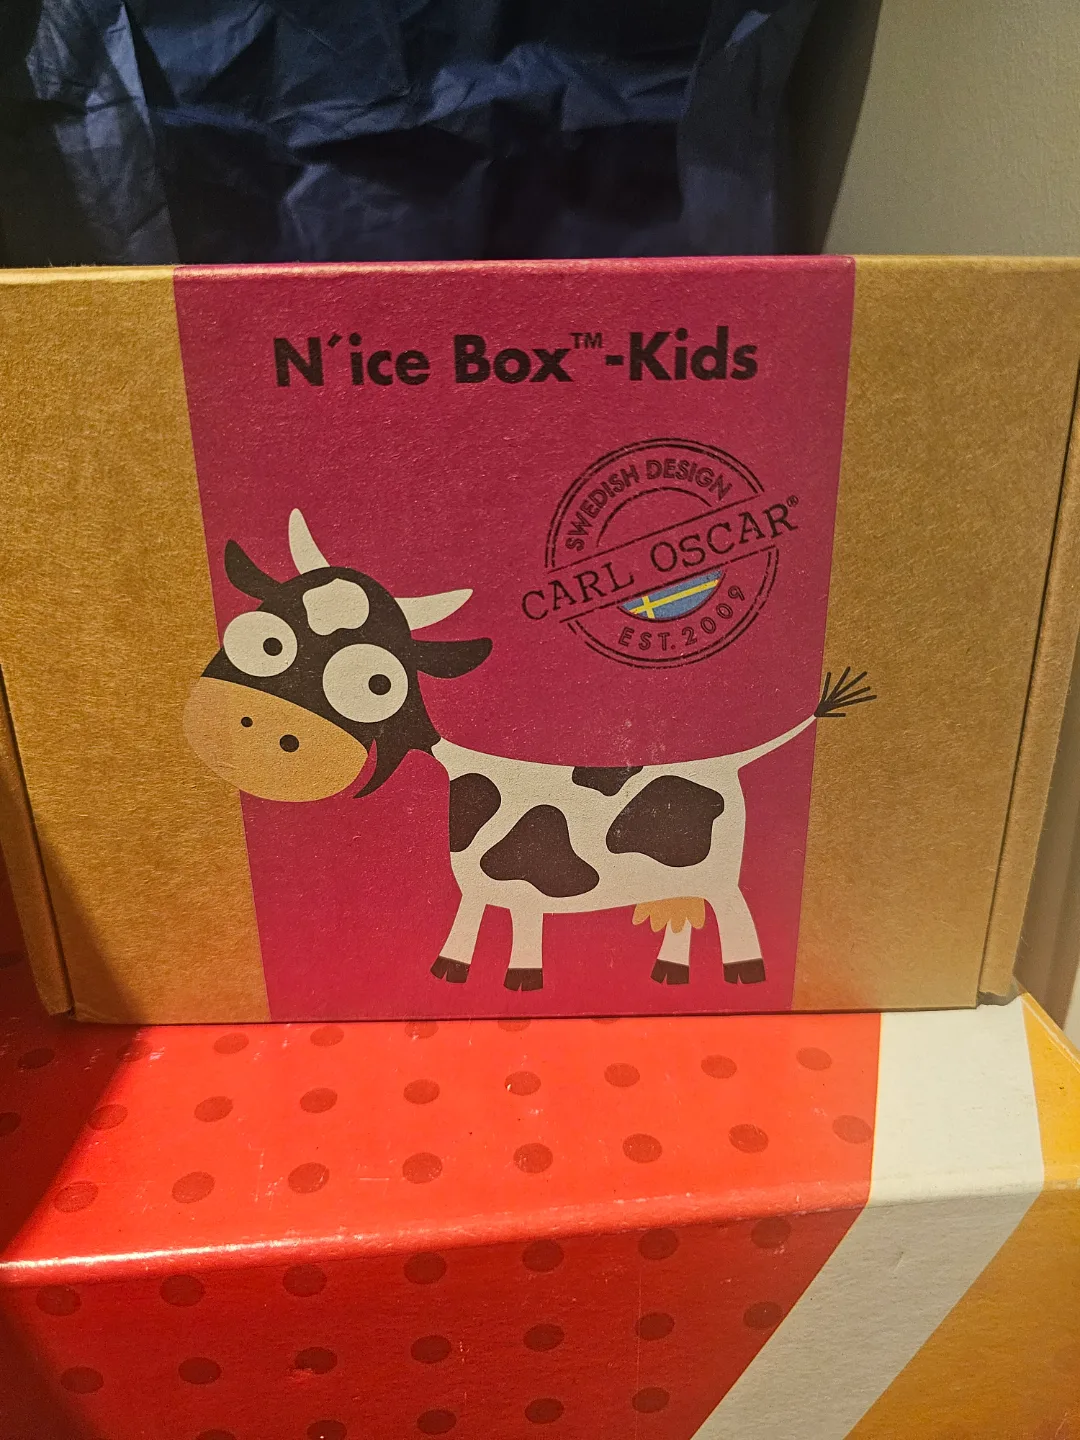 N´ice Box™-Kids
SWEDISH DESIGN
CARL OSCAR®
EST. 2009